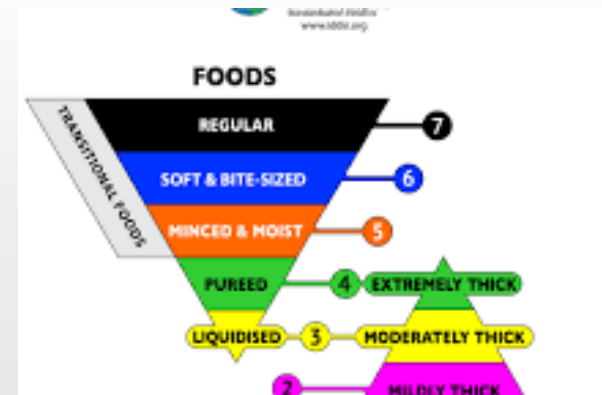 www.iddsi.org
FOODS
TRANSITIONAL FOODS
REGULAR
7
SOFT & BITE-SIZED
6
MINCED & MOIST
5
PUREED
4
EXTREMELY THICK
LIQUIDISED
3
MODERATELY THICK
2
MILDLY THICK